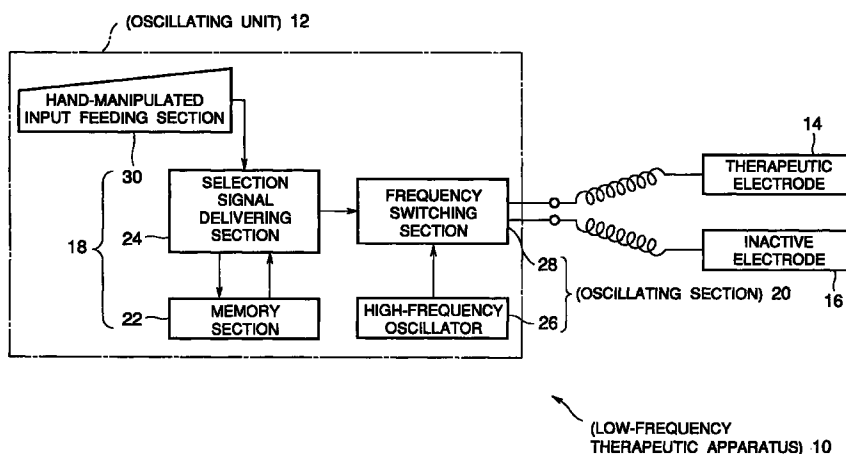 (OSCILLATING UNIT) 12
HAND-MANIPULATED
INPUT FEEDING SECTION
30
18
SELECTION
SIGNAL
DELIVERING
SECTION
24
22
MEMORY
SECTION
FREQUENCY
SWITCHING
SECTION
28
HIGH-FREQUENCY
OSCILLATOR
26
(OSCILLATING SECTION) 20
14
THERAPEUTIC
ELECTRODE
INACTIVE
ELECTRODE
16
(LOW-FREQUENCY
THERAPEUTIC APPARATUS) 10